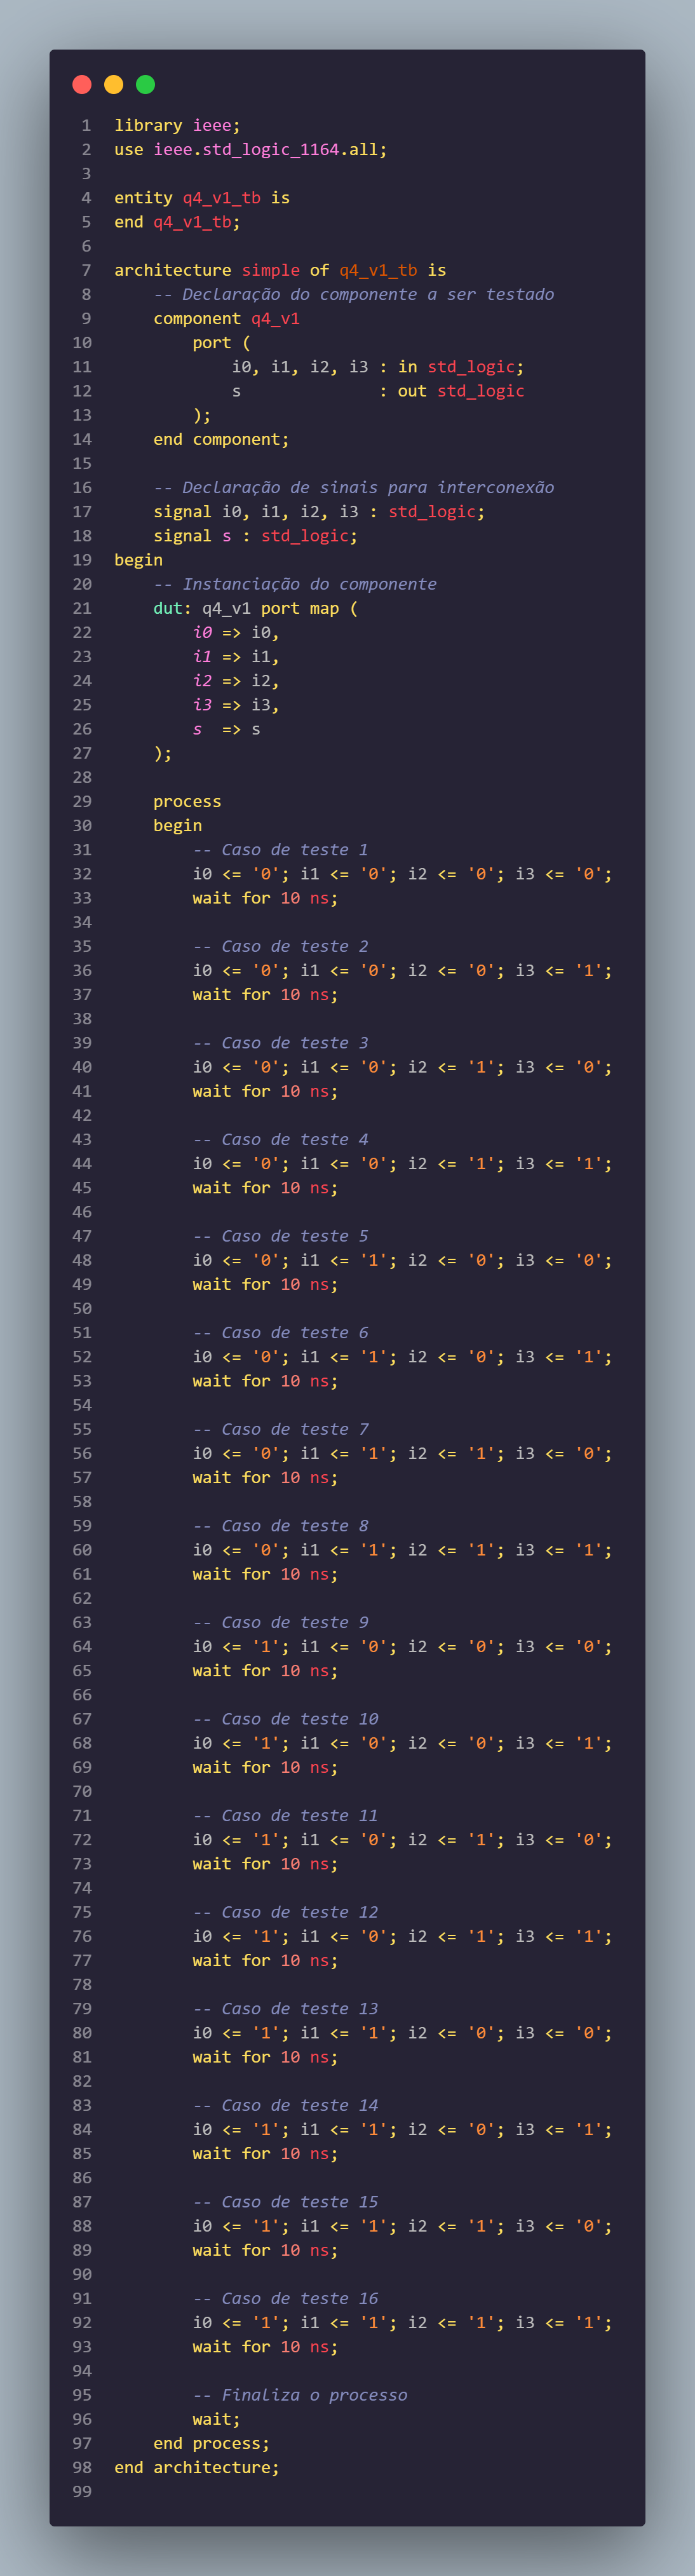 1 library ieee;
2 use ieee.std_logic_1164.all;
3
4 entity q4_v1_tb is
5 end q4_v1_tb;
6
7 architecture simple of q4_v1_tb is
8     -- Declaração do componente a ser testado
9     component q4_v1
10         port (
11             i0, i1, i2, i3 : in std_logic;
12             s              : out std_logic
13         );
14     end component;
15
16     -- Declaração de sinais para interconexão
17     signal i0, i1, i2, i3 : std_logic;
18     signal s : std_logic;
19 begin
20     -- Instanciação do componente
21     dut: q4_v1 port map (
22         i0 => i0,
23         i1 => i1,
24         i2 => i2,
25         i3 => i3,
26         s  => s
27     );
28
29     process
30     begin
31         -- Caso de teste 1
32         i0 <= '0'; i1 <= '0'; i2 <= '0'; i3 <= '0';
33         wait for 10 ns;
34
35         -- Caso de teste 2
36         i0 <= '0'; i1 <= '0'; i2 <= '0'; i3 <= '1';
37         wait for 10 ns;
38
39         -- Caso de teste 3
40         i0 <= '0'; i1 <= '0'; i2 <= '1'; i3 <= '0';
41         wait for 10 ns;
42
43         -- Caso de teste 4
44         i0 <= '0'; i1 <= '0'; i2 <= '1'; i3 <= '1';
45         wait for 10 ns;
46
47         -- Caso de teste 5
48         i0 <= '0'; i1 <= '1'; i2 <= '0'; i3 <= '0';
49         wait for 10 ns;
50
51         -- Caso de teste 6
52         i0 <= '0'; i1 <= '1'; i2 <= '0'; i3 <= '1';
53         wait for 10 ns;
54
55         -- Caso de teste 7
56         i0 <= '0'; i1 <= '1'; i2 <= '1'; i3 <= '0';
57         wait for 10 ns;
58
59         -- Caso de teste 8
60         i0 <= '0'; i1 <= '1'; i2 <= '1'; i3 <= '1';
61         wait for 10 ns;
62
63         -- Caso de teste 9
64         i0 <= '1'; i1 <= '0'; i2 <= '0'; i3 <= '0';
65         wait for 10 ns;
66
67         -- Caso de teste 10
68         i0 <= '1'; i1 <= '0'; i2 <= '0'; i3 <= '1';
69         wait for 10 ns;
70
71         -- Caso de teste 11
72         i0 <= '1'; i1 <= '0'; i2 <= '1'; i3 <= '0';
73         wait for 10 ns;
74
75         -- Caso de teste 12
76         i0 <= '1'; i1 <= '0'; i2 <= '1'; i3 <= '1';
77         wait for 10 ns;
78
79         -- Caso de teste 13
80         i0 <= '1'; i1 <= '1'; i2 <= '0'; i3 <= '0';
81         wait for 10 ns;
82
83         -- Caso de teste 14
84         i0 <= '1'; i1 <= '1'; i2 <= '0'; i3 <= '1';
85         wait for 10 ns;
86
87         -- Caso de teste 15
88         i0 <= '1'; i1 <= '1'; i2 <= '1'; i3 <= '0';
89         wait for 10 ns;
90
91         -- Caso de teste 16
92         i0 <= '1'; i1 <= '1'; i2 <= '1'; i3 <= '1';
93         wait for 10 ns;
94
95         -- Finaliza o processo
96         wait;
97     end process;
98 end architecture;
99